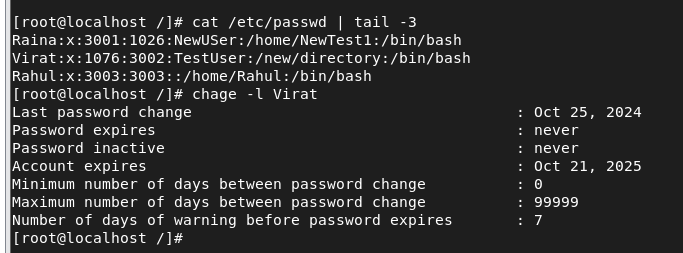 [root@localhost /]# cat /etc/passwd | tail -3
Raina:x:3001:1026:NewUSer:/home/NewTest1:/bin/bash
Virat:x:1076:3002:TestUser:/new/directory:/bin/bash
Rahul:x:3003:3003::/home/Rahul:/bin/bash
[root@localhost /]# chage -l Virat
Last password change : Oct 25, 2024
Password expires : never
Password inactive : never
Account expires : Oct 21, 2025
Minimum number of days between password change : 0
Maximum number of days between password change : 99999
Number of days of warning before password expires : 7
[root@localhost /]#